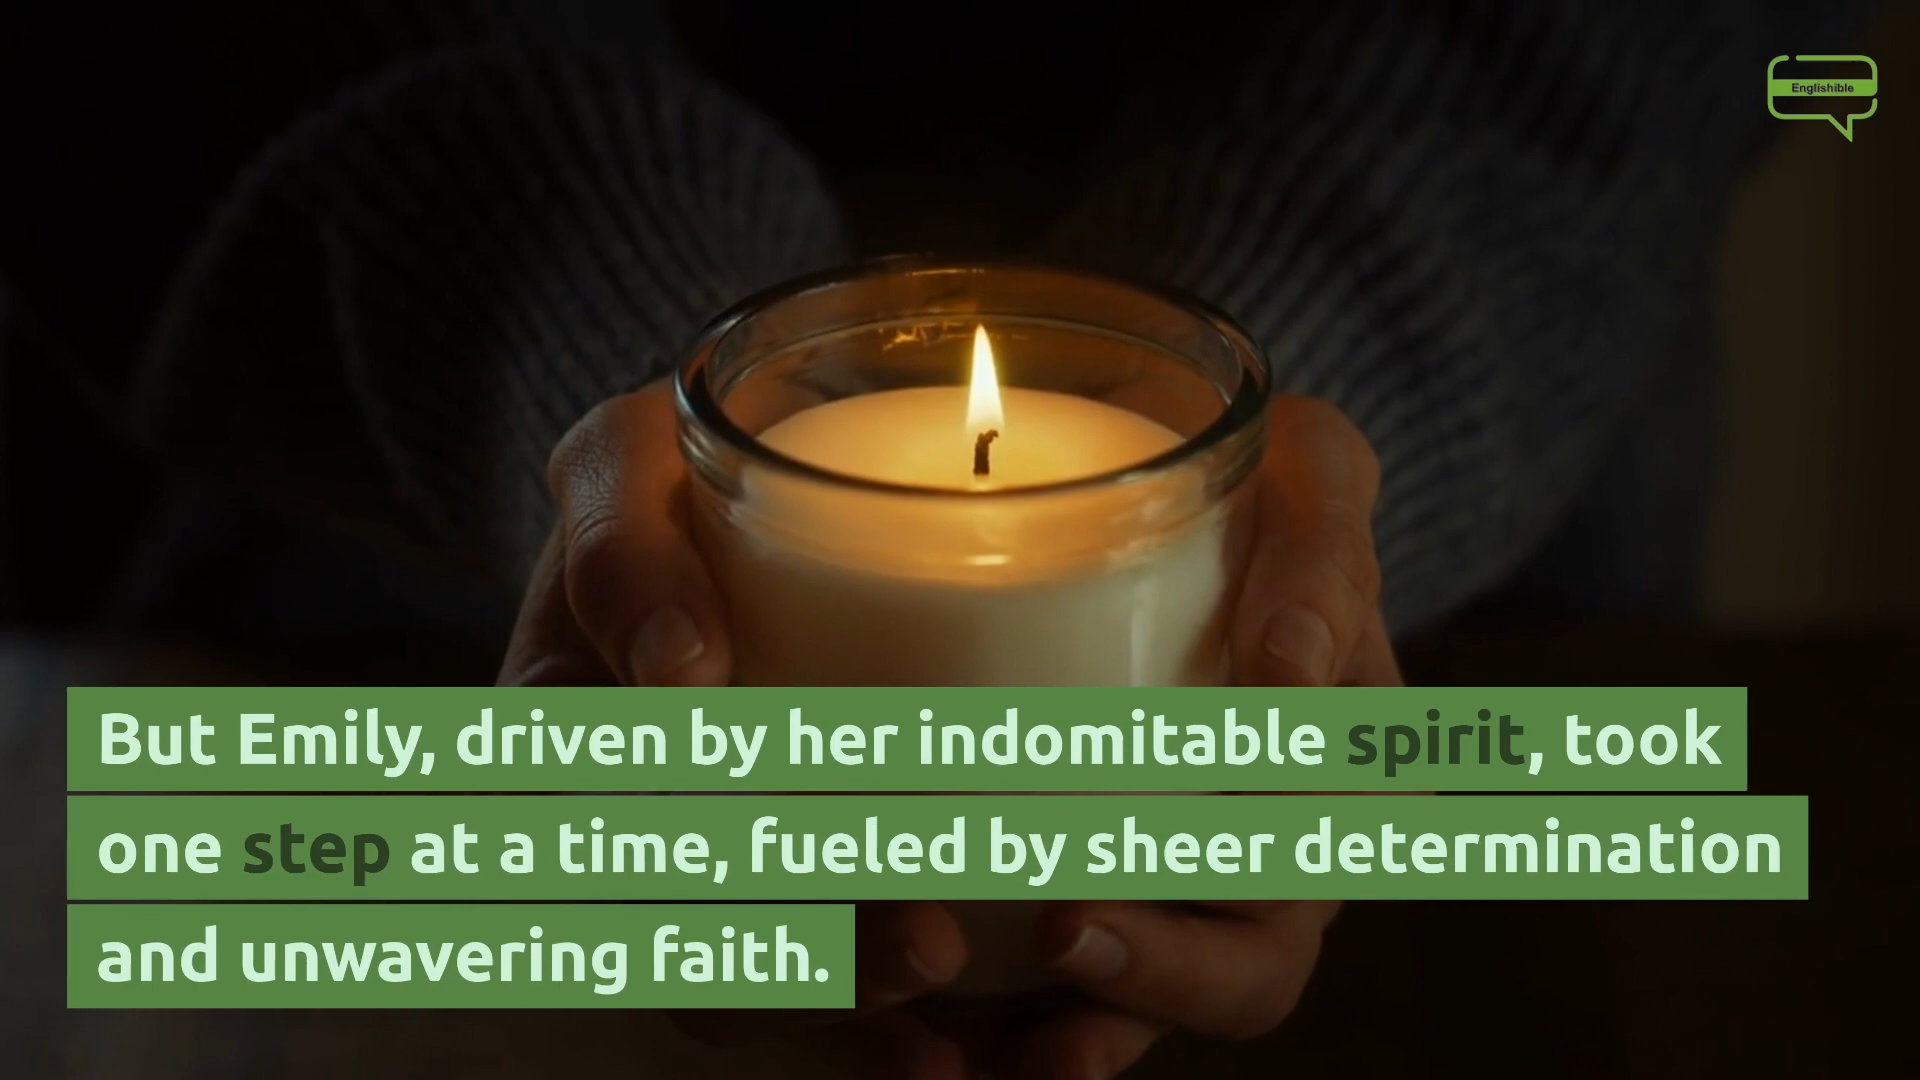 Englishible
But Emily, driven by her indomitable spirit, took
one step at a time, fueled by sheer determination
and unwavering faith.